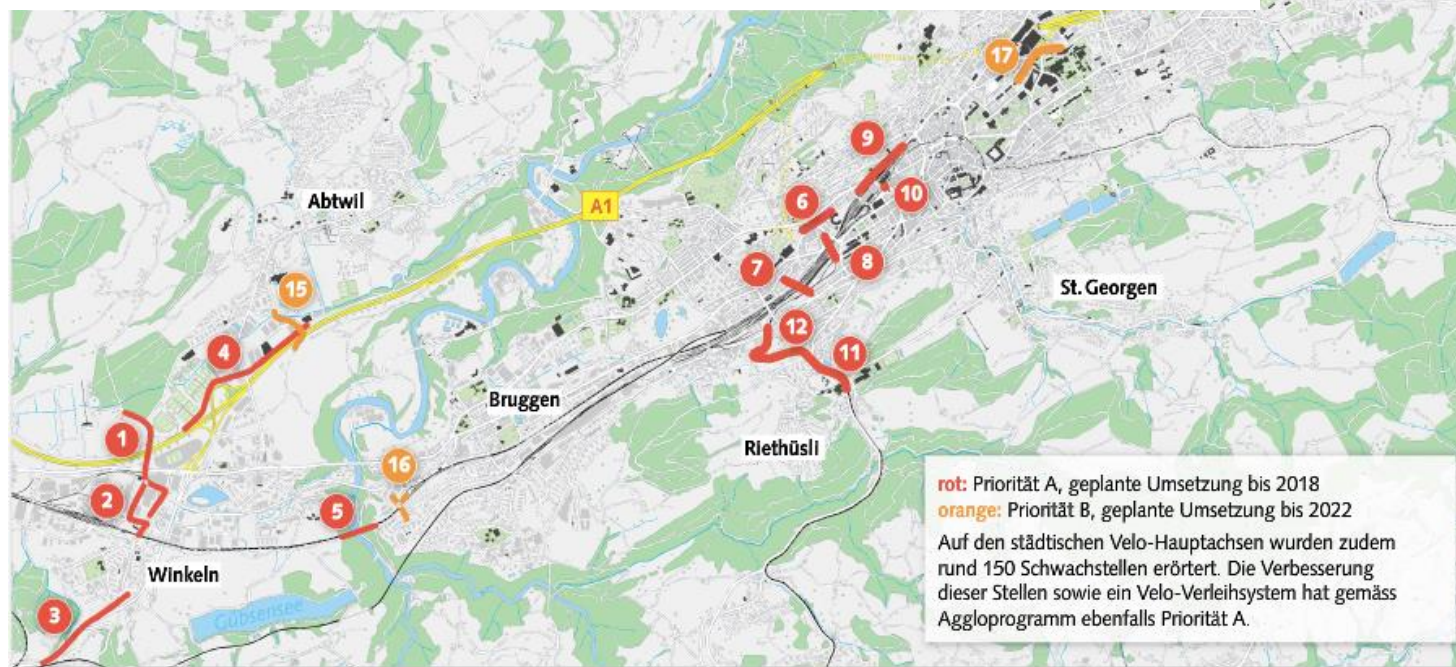 17
9
Abtwil
10
A1
6
8
7
15
St. Georgen
12
4
11
Bruggen
1
Riethüsli
16
2
5
Winkeln
3
Gübsensee
rot: Priorität A, geplante Umsetzung bis 2018
orange: Priorität B, geplante Umsetzung bis 2022
Auf den städtischen Velo-Hauptachsen wurden zudem
rund 150 Schwachstellen erörtert. Die Verbesserung
dieser Stellen sowie ein Velo-Verleihsystem hat gemäss
Aggloprogramm ebenfalls Priorität A.